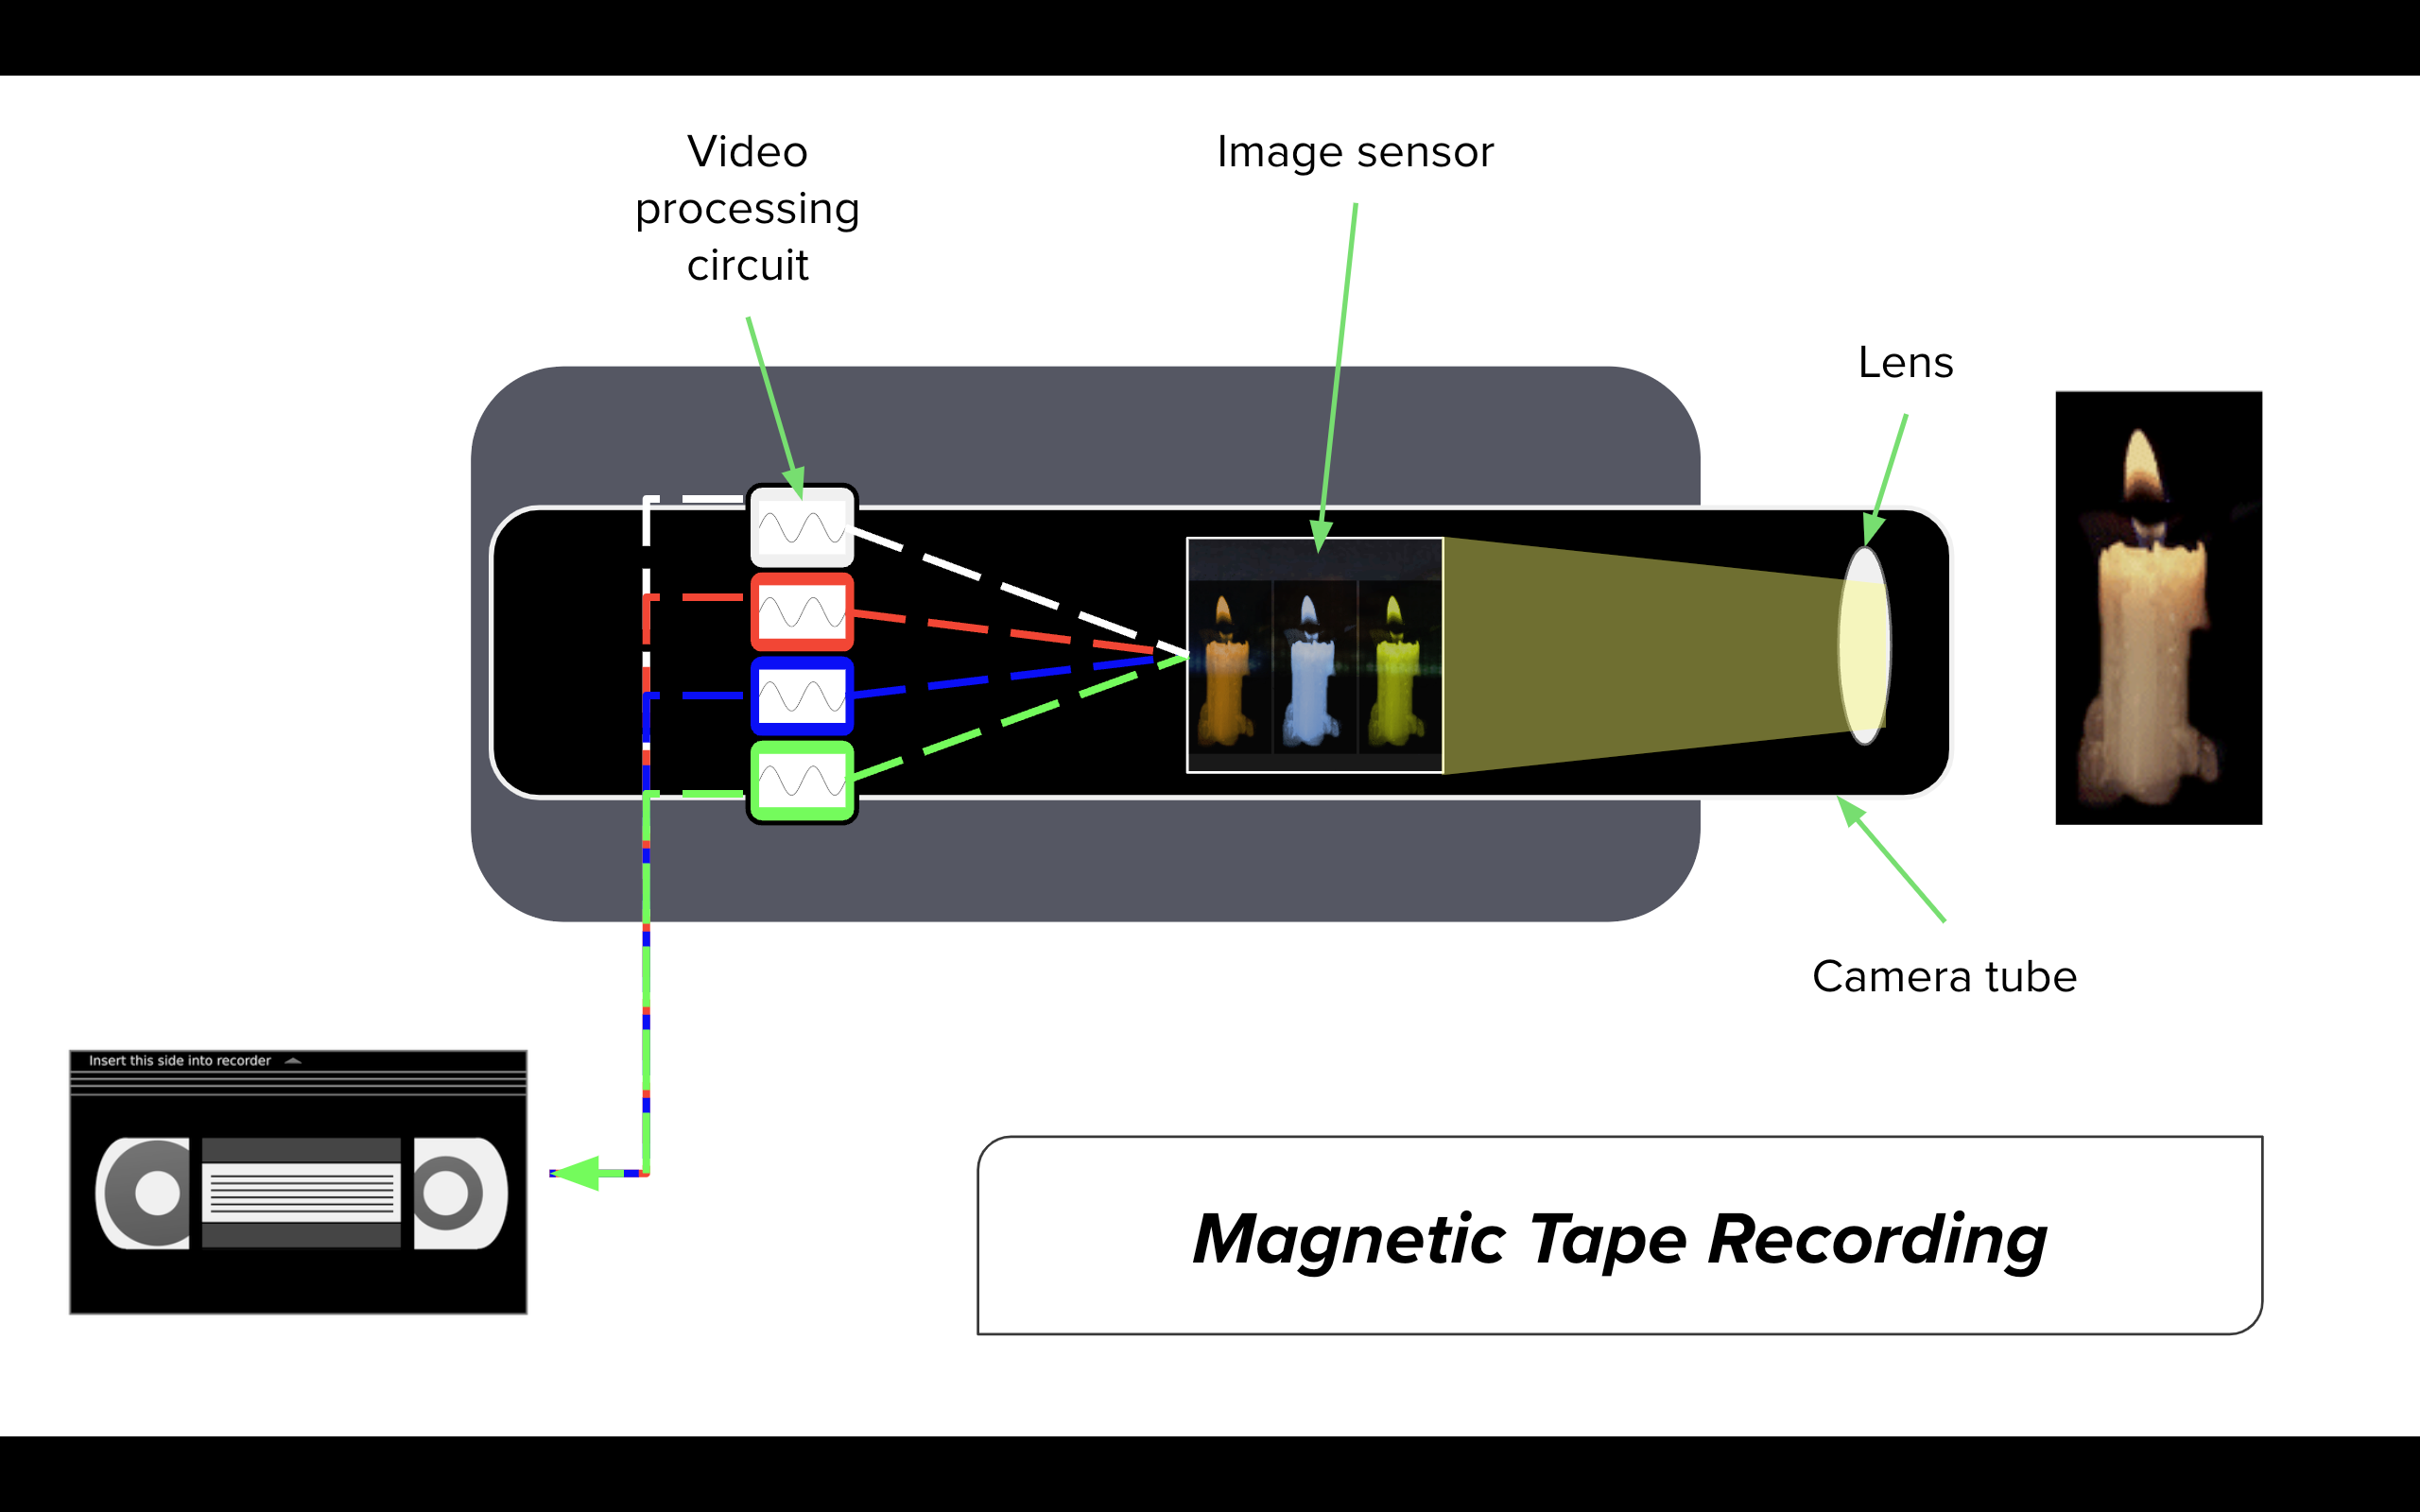 Video
processing
circuit
Image sensor
Lens
Camera tube
Insert this side into recorder
Magnetic Tape Recording